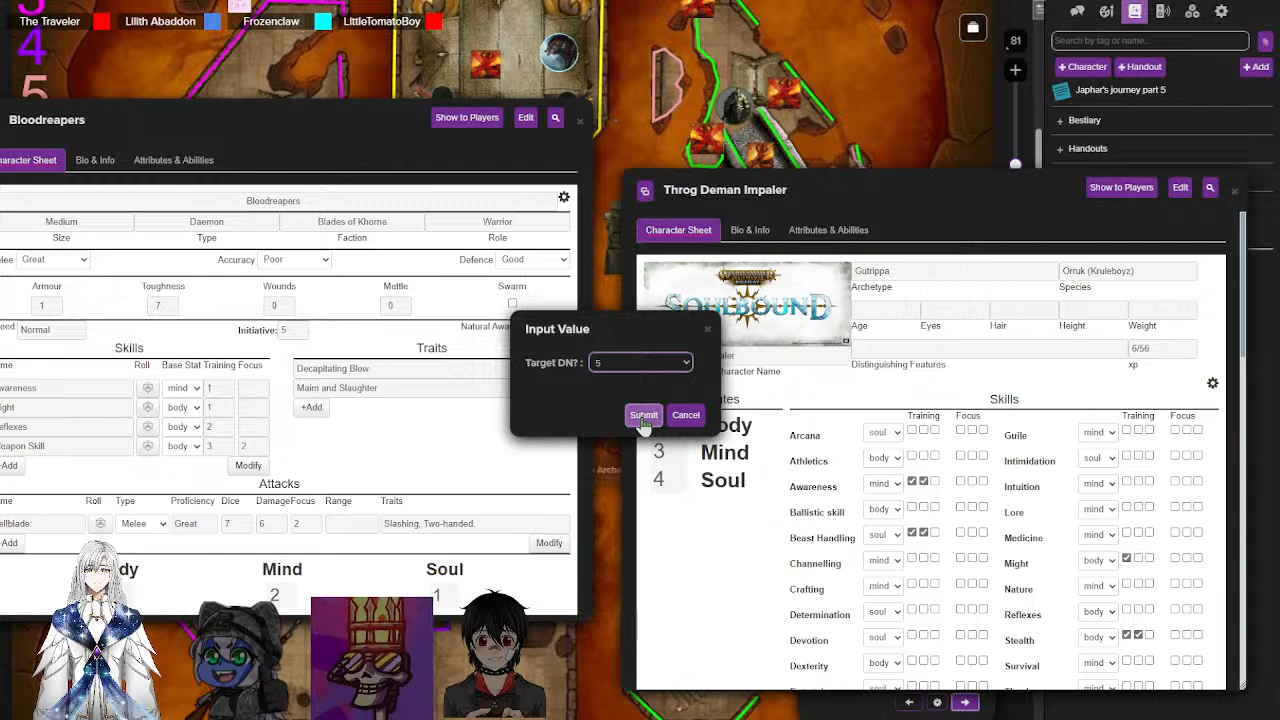 The Traveler
Lilith Abaddon
Frozenclaw
LIttleTomatoBoy
4
5
81
Search by tag or name...
+ Character
+ Handout
+ Add
Japhar's journey part 5
+ Bestiary
+ Handouts
Bloodreapers
Show to Players
Edit
Character Sheet
Bio & Info
Attributes & Abilities
Bloodreapers
Medium
Daemon
Blades of Khorne
Warrior
Size
Type
Faction
Role
Great
Accuracy
Poor
Defence
Good
Armour
Toughness
Wounds
Mettle
Swarm
1
7
0
0
Normal
Initiative: 5
Skills
Traits
Roll
Base Stat
Training
Focus
Decapitating Blow
Maim and Slaughter
+Add
mind
1
body
1
body
2
body
3
2
Modify
Attacks
Roll
Type
Proficiency
Dice
Damage
Focus
Range
Traits
Melee
Great
7
6
2
Slashing, Two-handed.
Modify
Mind
Soul
2
1
Input Value
Target DN? :
5
Submit
Cancel
Throg Deman Impaler
Show to Players
Edit
Character Sheet
Bio & Info
Attributes & Abilities
SOULBOUND
Gutrippa
Orruk (Kruleboyz)
Archetype
Species
Age
Eyes
Hair
Height
Weight
6/56
Distinguishing Features
xp
Character Name
Skills
Training
Focus
Training
Focus
Body
3
Mind
4
Soul
Arcana
soul
Guile
mind
Athletics
body
Intimidation
soul
Awareness
mind
Intuition
mind
Ballistic skill
body
Lore
mind
Beast Handling
soul
Medicine
mind
Channelling
mind
Might
body
Crafting
mind
Nature
mind
Determination
soul
Reflexes
body
Devotion
soul
Stealth
body
Dexterity
body
Survival
mind